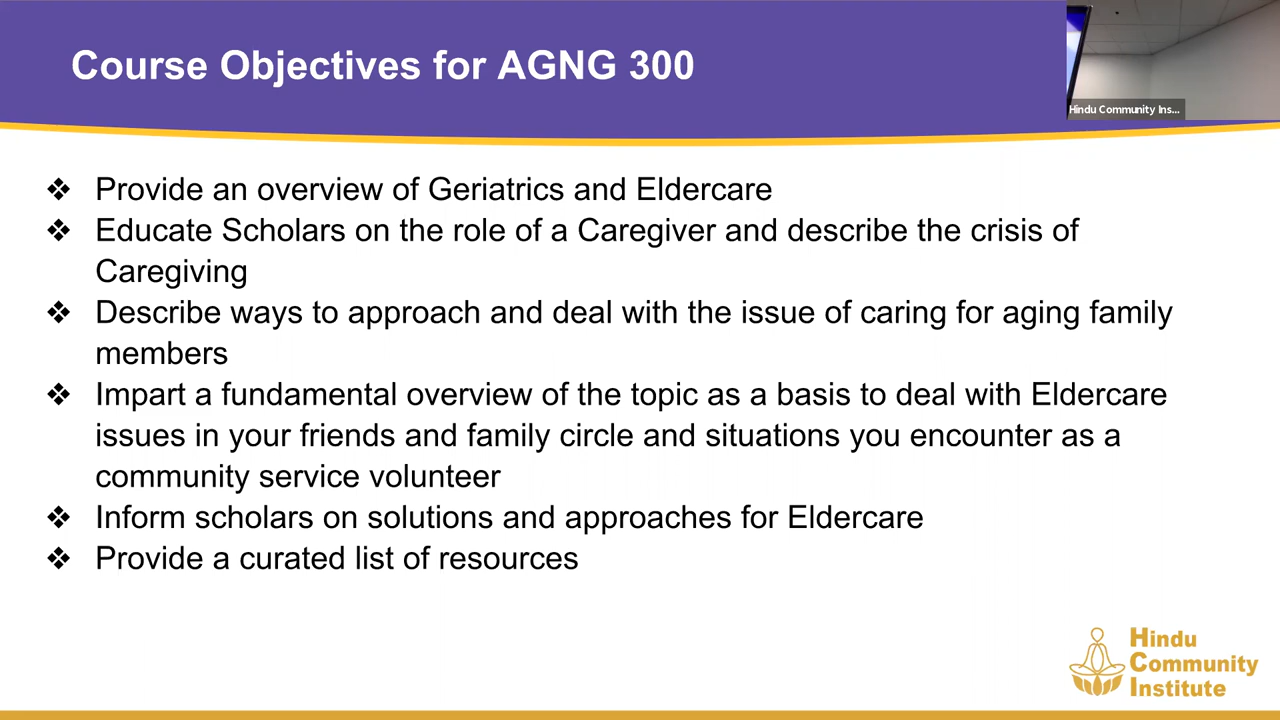 Course Objectives for AGNG 300
Hindu Community Ins...
❖ Provide an overview of Geriatrics and Eldercare
❖ Educate Scholars on the role of a Caregiver and describe the crisis of
Caregiving
❖ Describe ways to approach and deal with the issue of caring for aging family
members
❖ Impart a fundamental overview of the topic as a basis to deal with Eldercare
issues in your friends and family circle and situations you encounter as a
community service volunteer
❖ Inform scholars on solutions and approaches for Eldercare
❖ Provide a curated list of resources
Hindu
Community
Institute